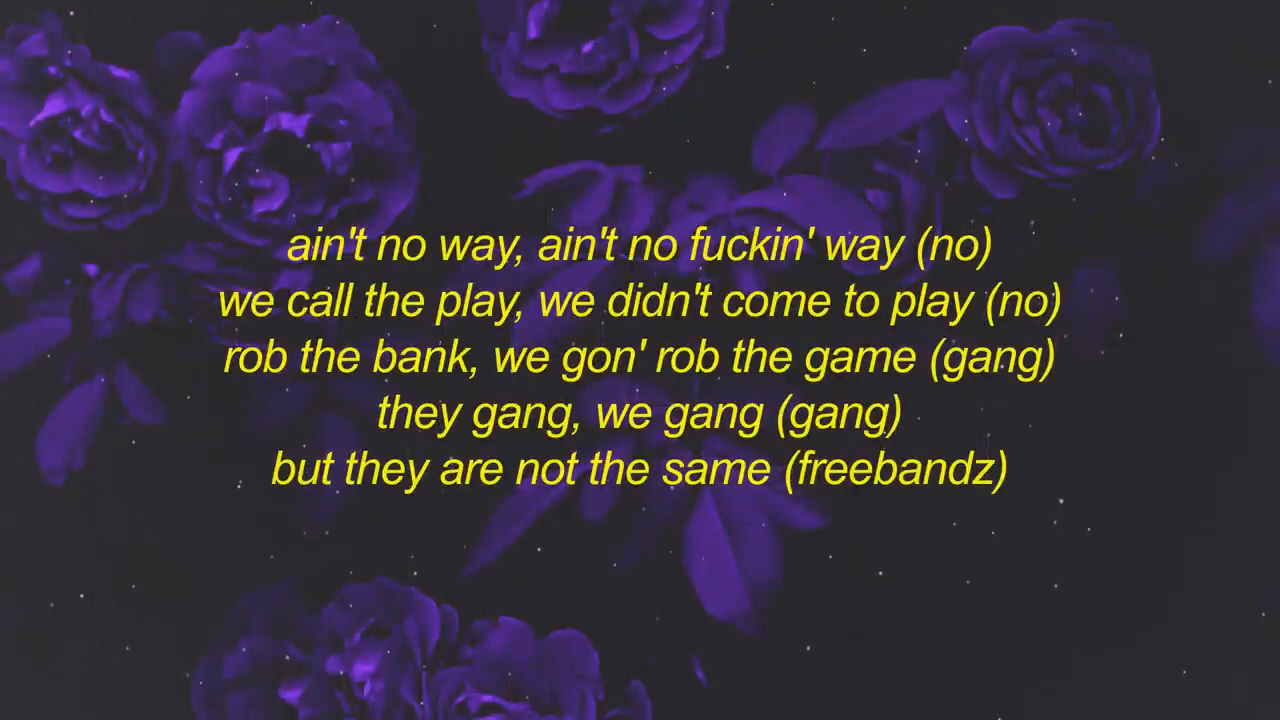 ain't no way, ain't no fuckin' way (no)
we call the play, we didn't come to play (no)
rob the bank, we gon' rob the game (gang)
they gang, we gang (gang)
but they are not the same (freebandz)